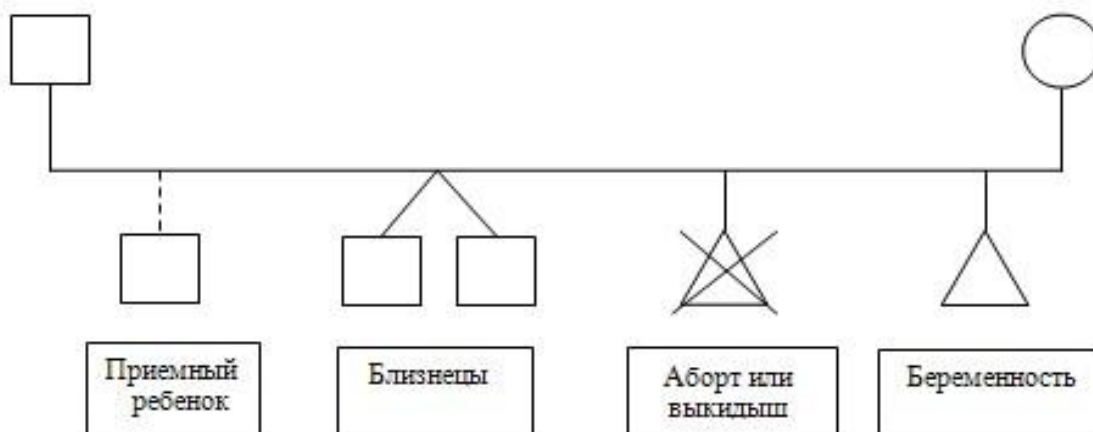 Приемный
ребенок
Близнецы
Аборт или
выкидыш
Беременность